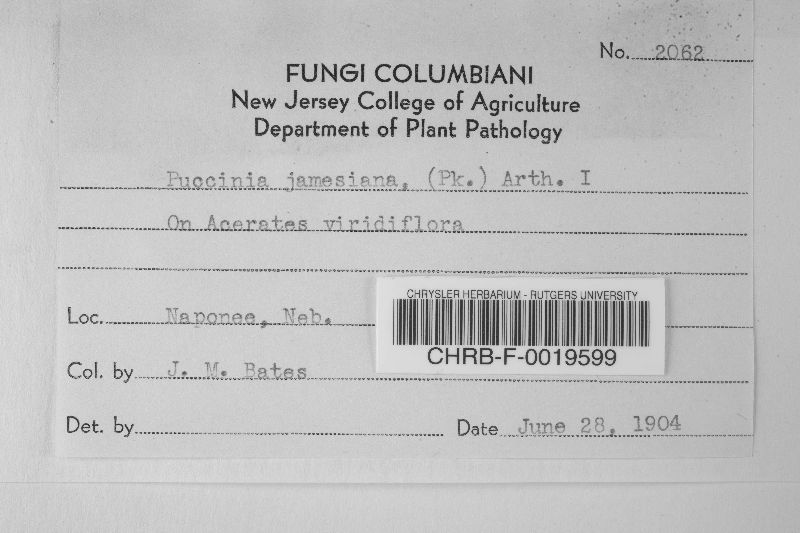 No. 2062
FUNGI COLUMBIANI
New Jersey College of Agriculture
Department of Plant Pathology
Puccinia jamesiana, (Pk.) Arth. I
On Acerates viridiflora
Loc. Naponee, Neb.
CHRYSLER HERBARIUM - RUTGERS UNIVERSITY
CHRB-F-0019599
Col. by J. M. Bates
Det. by
Date June 28, 1904